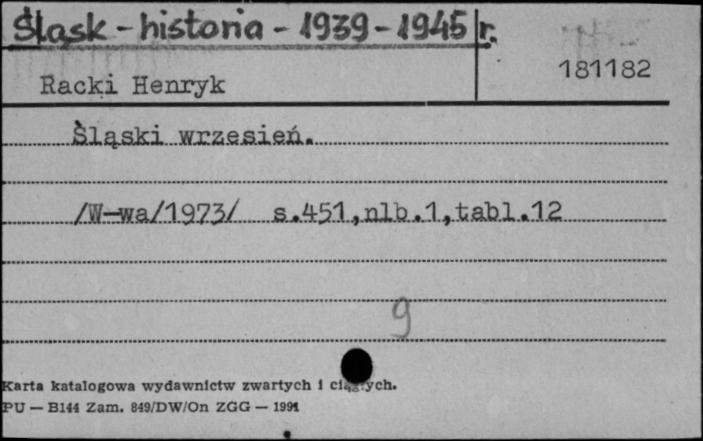 Śląsk - historia - 1939 - 1945 r.
181182
Racki Henryk
Śląski wrzesień.
/W-wa/1973/ s.451,nlb.1,tabl.12
9
Karta katalogowa wydawnictw zwartych i ciągłych.
PU — B144 Zam. 849/DW/On ZGG — 1991